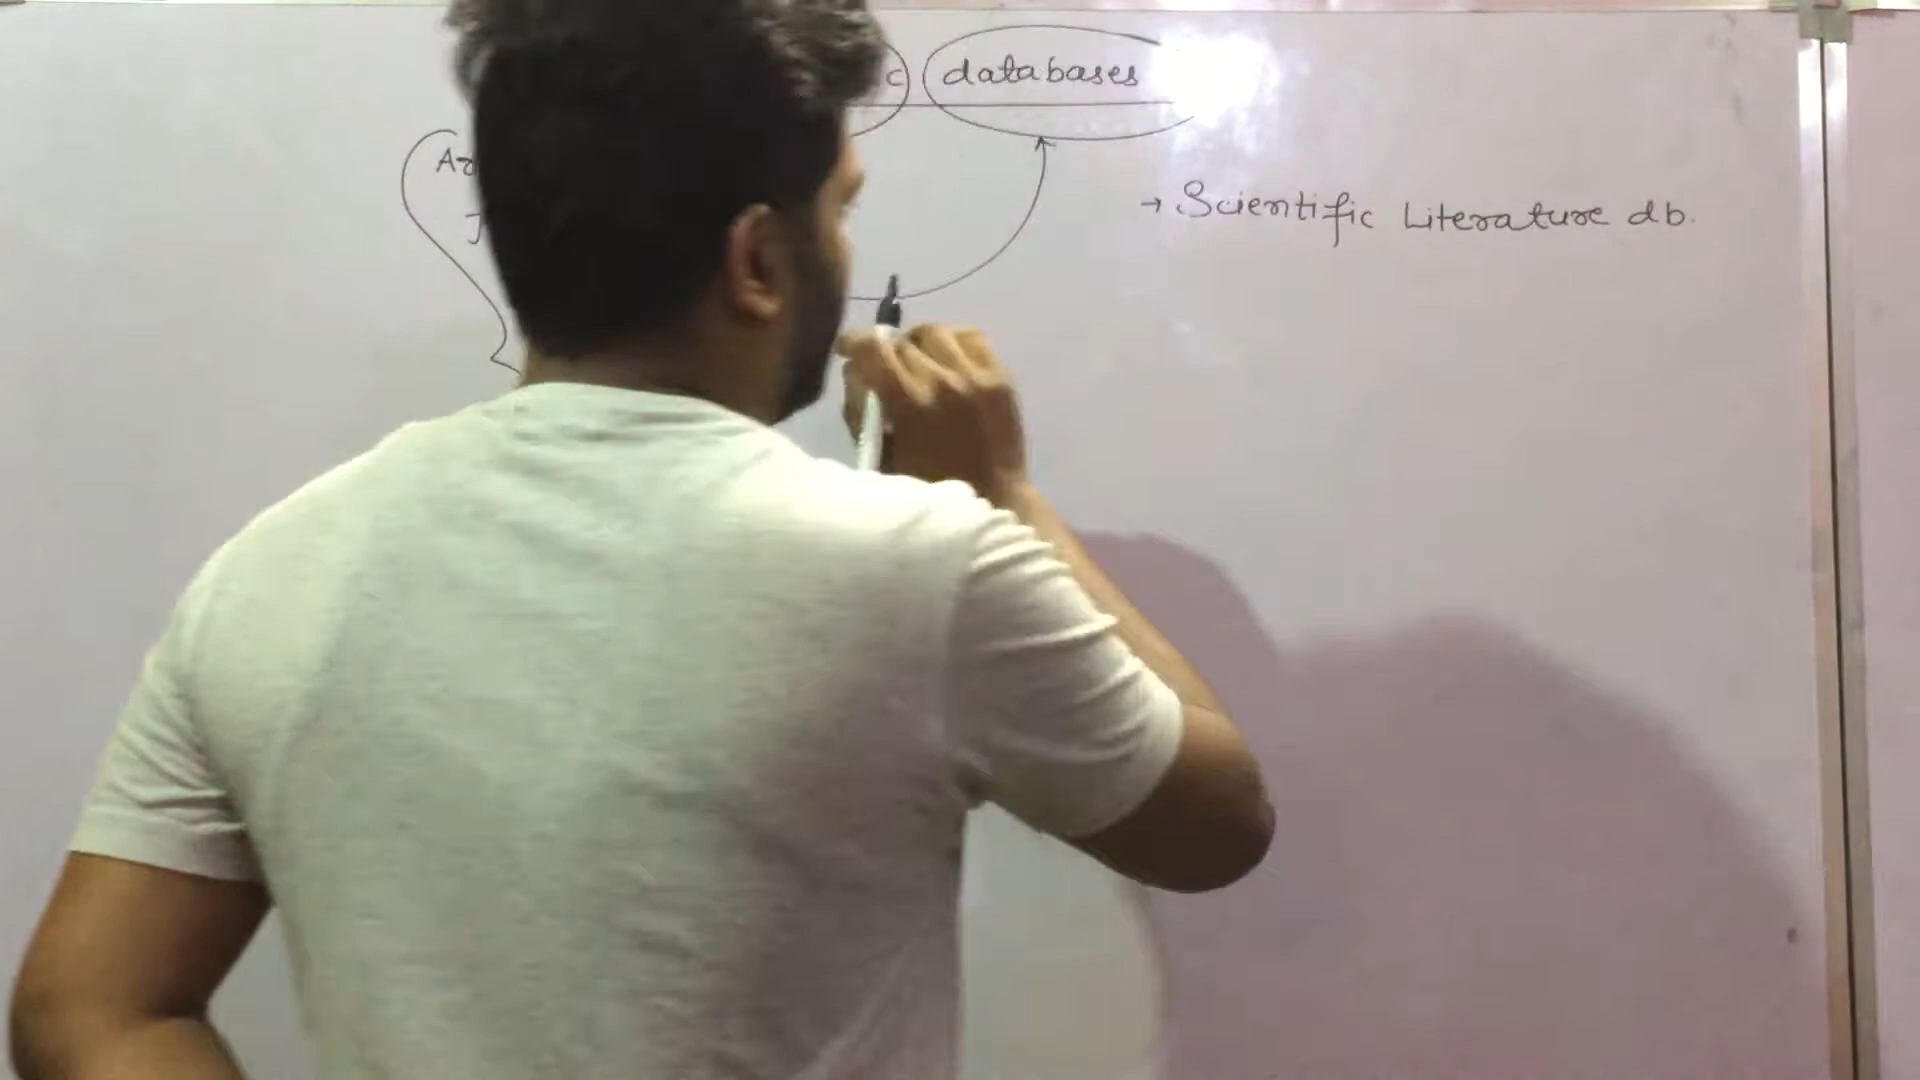 databases
→ Scientific Literature db.